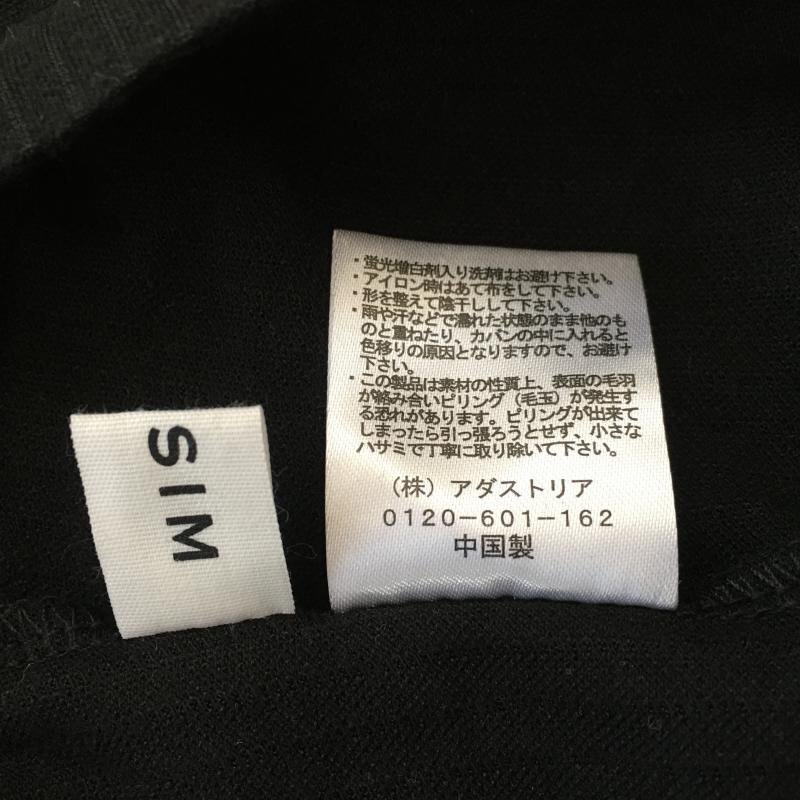 SIM
・蛍光増白剤入り洗剤はお避け下さい。
・アイロン時はあて布をして下さい。
・形を整えて陰干しして下さい。
・雨や汗などで濡れた状態のまま他のも
のと重ねたり、カバンの中に入れると
色移りの原因となりますので、お避け
下さい。
・この製品は素材の性質上、表面の毛羽
が絡み合いピリング（毛玉）が発生す
る恐れがあります。ピリングが出来て
しまったら引っ張ろうとせず、小さな
ハサミで丁寧に取り除いて下さい。
（株）アダストリア
0120-601-162
中国製